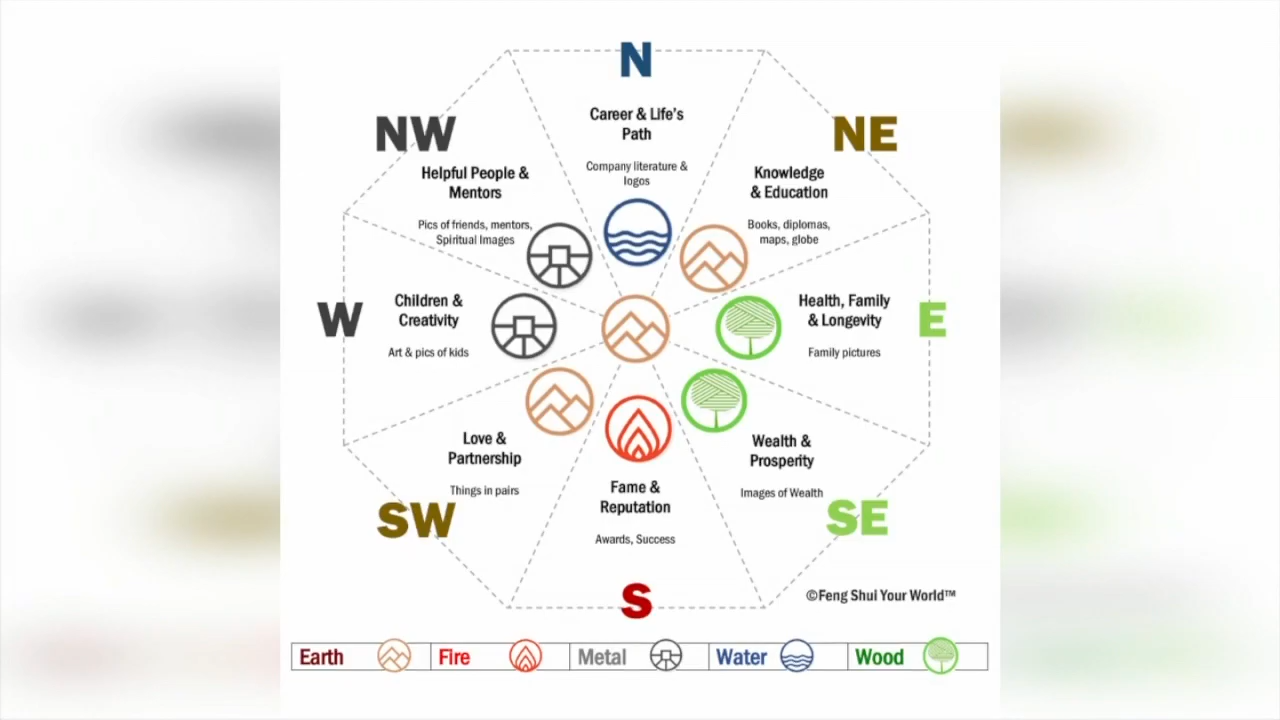 N
Career & Life's
Path
Company literature &
logos
NW
Helpful People &
Mentors
Pics of friends, mentors,
Spiritual Images
NE
Knowledge
& Education
Books, diplomas,
maps, globe
W
Children &
Creativity
Art & pics of kids
Health, Family
& Longevity
Family pictures
E
Love &
Partnership
Things in pairs
SW
Fame &
Reputation
Awards, Success
S
Wealth &
Prosperity
Images of Wealth
SE
©Feng Shui Your World™
Earth
Fire
Metal
Water
Wood